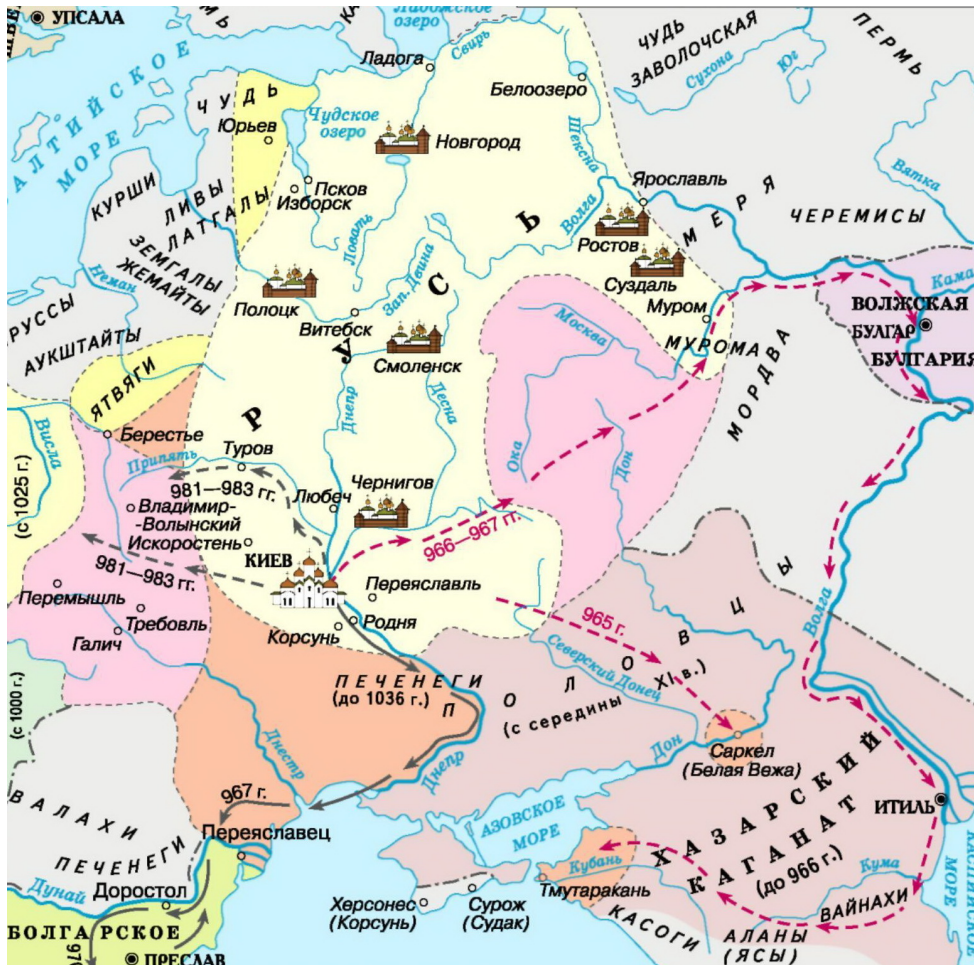 УПСАЛА
Ладожское озеро
Свирь
Ладога
ЧУДЬ
ЗАВОЛОЧСКАЯ
ПЕРМЬ
Сухона
Юг
Белоозеро
ЧУДЬ
Юрьев
Чудское
озеро
Новгород
Шексна
Вятка
МОРЕ
КУРШИ
ЛИВЫ
ЛАТГАЛЫ
ЗЕМГАЛЫ
ЖЕМАЙТЫ
Псков
Изборск
Ловать
Волга
Ярославль
МЕРЯ
ЧЕРЕМИСЫ
Ростов
Суздаль
Неман
Полоцк
Зап. Двина
Витебск
РУСЬ
Смоленск
Москва
Муром
МУРОМА
МОРДВА
Кама
ВОЛЖСКАЯ
БУЛГАР
БУЛГАРИЯ
РУССЫ
АУКШТАЙТЫ
ЯТВЯГИ
Днепр
Десна
Висла
Берестье
Припять
Туров
Ока
Дон
(с 1025 г.)
981—983 гг.
Любеч
Чернигов
Владимир-
-Волынский
Искоростень
966—967 гг.
КИЕВ
981—983 гг.
Переяславль
Перемышль
Требовль
Галич
Корсунь
Родня
965 г.
Волга
ПОЛОВЦЫ
(с середины XI в.)
Северский Донец
ПЕЧЕНЕГИ
(до 1036 г.)
(с 1000 г.)
Днестр
Днепр
Дон
Саркел
(Белая Вежа)
967 г.
ВАЛАХИ
ПЕЧЕНЕГИ
Переяславец
АЗОВСКОЕ
МОРЕ
ХАЗАРСКИЙ
КАГАНАТ
(до 966 г.)
ИТИЛЬ
Дунай
Доростол
Кубань
Тмутаракань
Кума
ВАЙНАХИ
МОРЕ
Херсонес
(Корсунь)
Сурож
(Судак)
КАСОГИ
АЛАНЫ
(ЯСЫ)
БОЛГАРСКОЕ
ПРЕСЛАВ